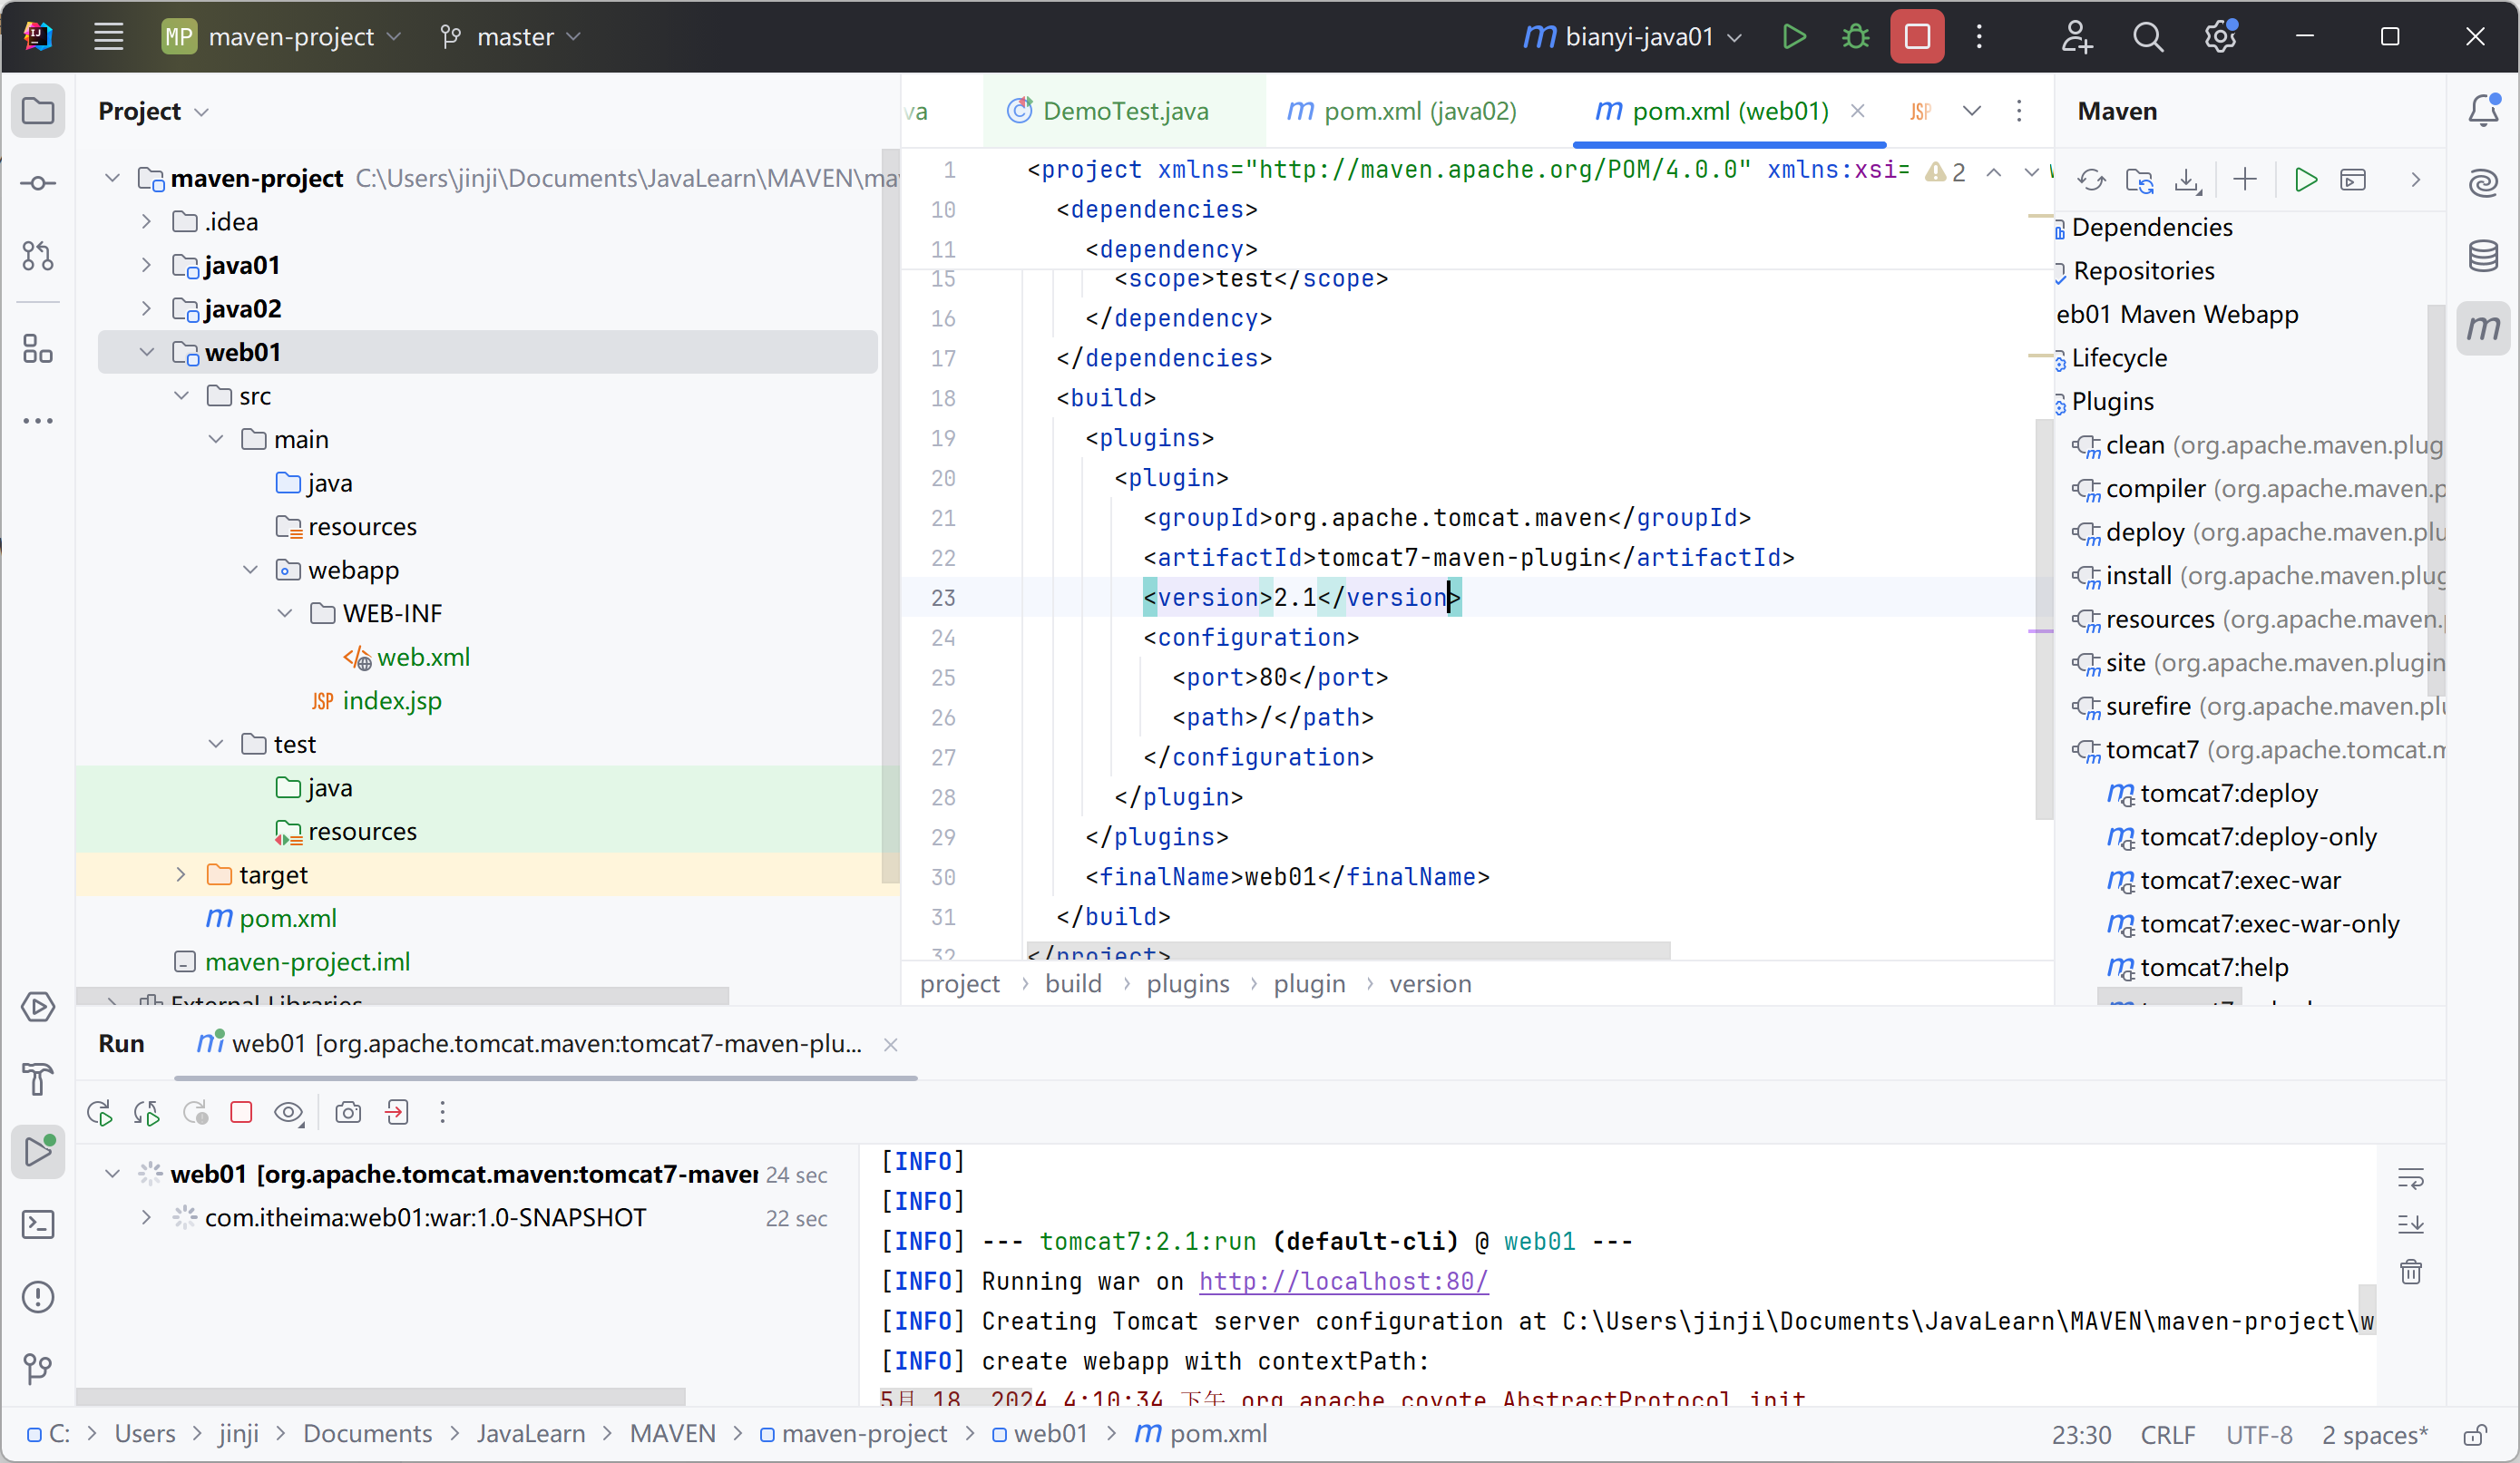 MP maven-project master bianyi-java01
Project
maven-project C:\Users\jinji\Documents\JavaLearn\MAVEN\ma
.idea
java01
java02
web01
src
main
java
resources
webapp
WEB-INF
web.xml
JSP index.jsp
test
java
resources
target
pom.xml
maven-project.iml
External Libraries
va DemoTest.java pom.xml (java02) pom.xml (web01) JSP
1 <project xmlns="http://maven.apache.org/POM/4.0.0" xmlns:xsi= 2
10 <dependencies>
11 <dependency>
15 <scope>test</scope>
16 </dependency>
17 </dependencies>
18 <build>
19 <plugins>
20 <plugin>
21 <groupId>org.apache.tomcat.maven</groupId>
22 <artifactId>tomcat7-maven-plugin</artifactId>
23 <version>2.1</version>
24 <configuration>
25 <port>80</port>
26 <path>/</path>
27 </configuration>
28 </plugin>
29 </plugins>
30 <finalName>web01</finalName>
31 </build>
32 </project>
project > build > plugins > plugin > version
Maven
Dependencies
Repositories
eb01 Maven Webapp
Lifecycle
Plugins
clean (org.apache.maven.plug
compiler (org.apache.maven.p
deploy (org.apache.maven.plu
install (org.apache.maven.plug
resources (org.apache.maven.
site (org.apache.maven.plugin
surefire (org.apache.maven.plu
tomcat7 (org.apache.tomcat.m
tomcat7:deploy
tomcat7:deploy-only
tomcat7:exec-war
tomcat7:exec-war-only
tomcat7:help
Run web01 [org.apache.tomcat.maven:tomcat7-maven-plu...
web01 [org.apache.tomcat.maven:tomcat7-maven 24 sec
com.itheima:web01:war:1.0-SNAPSHOT 22 sec
[INFO]
[INFO]
[INFO] --- tomcat7:2.1:run (default-cli) @ web01 ---
[INFO] Running war on http://localhost:80/
[INFO] Creating Tomcat server configuration at C:\Users\jinji\Documents\JavaLearn\MAVEN\maven-project\w
[INFO] create webapp with contextPath:
5月 18, 2024 4:10:34 下午 org.apache.coyote.AbstractProtocol init
C: > Users > jinji > Documents > JavaLearn > MAVEN > maven-project > web01 > pom.xml
23:30 CRLF UTF-8 2 spaces*